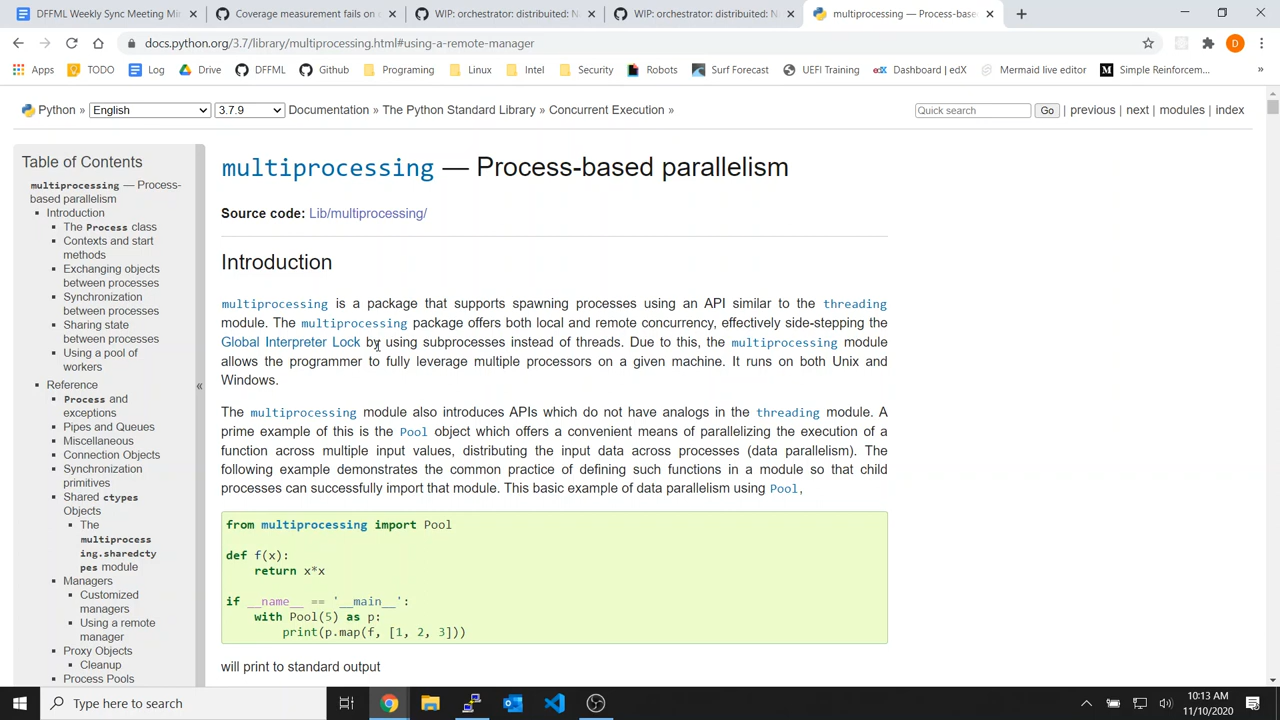 DFFML Weekly Sync Meeting Mi
Coverage measurement fails on
WIP: orchestrator: distribuited: N
WIP: orchestrator: distribuited: N
multiprocessing — Process-base
docs.python.org/3.7/library/multiprocessing.html#using-a-remote-manager
D
Apps
TODO
Log
Drive
DFFML
Github
Programing
Linux
Intel
Security
Robots
Surf Forecast
UEFI Training
edX
Dashboard | edX
Mermaid live editor
M
Simple Reinforcem...
»
Python » English 3.7.9 Documentation » The Python Standard Library » Concurrent Execution »
Quick search Go | previous | next | modules | index
Table of Contents
multiprocessing — Process-
based parallelism
Introduction
The Process class
Contexts and start
methods
Exchanging objects
between processes
Synchronization
between processes
Sharing state
between processes
Using a pool of
workers
Reference
Process and
exceptions
Pipes and Queues
Miscellaneous
Connection Objects
Synchronization
primitives
Shared ctypes
Objects
The
multiprocess
ing.sharedcty
pes module
Managers
Customized
managers
Using a remote
manager
Proxy Objects
Cleanup
Process Pools
«
multiprocessing — Process-based parallelism
Source code: Lib/multiprocessing/
Introduction
multiprocessing is a package that supports spawning processes using an API similar to the threading
module. The multiprocessing package offers both local and remote concurrency, effectively side-stepping the
Global Interpreter Lock by using subprocesses instead of threads. Due to this, the multiprocessing module
allows the programmer to fully leverage multiple processors on a given machine. It runs on both Unix and
Windows.
The multiprocessing module also introduces APIs which do not have analogs in the threading module. A
prime example of this is the Pool object which offers a convenient means of parallelizing the execution of a
function across multiple input values, distributing the input data across processes (data parallelism). The
following example demonstrates the common practice of defining such functions in a module so that child
processes can successfully import that module. This basic example of data parallelism using Pool,
from multiprocessing import Pool
def f(x):
return x*x
if __name__ == '__main__':
with Pool(5) as p:
print(p.map(f, [1, 2, 3]))
will print to standard output
Type here to search
10:13 AM
11/10/2020